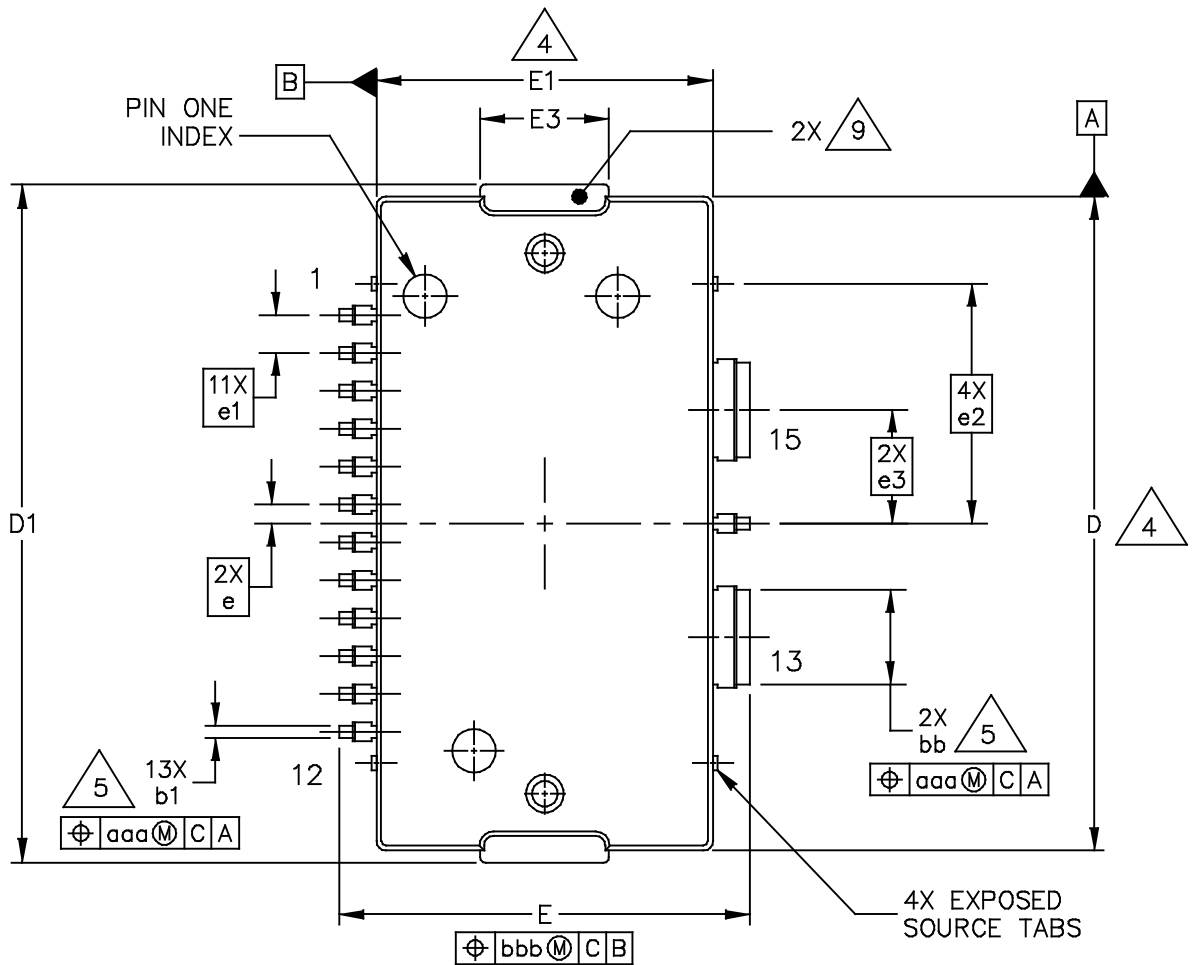 4
B
E1
PIN ONE
INDEX
E3
2X 9
A
1
11X
e1
4X
e2
15
2X
e3
D1
D 4
2X
e
13
5 13X
b1
12
2X
bb 5
⌖ aaa Ⓜ C A
⌖ aaa Ⓜ C A
4X EXPOSED
SOURCE TABS
E
⌖ bbb Ⓜ C B